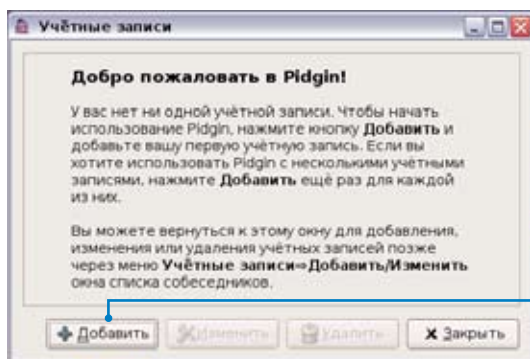 Учётные записи
Добро пожаловать в Pidgin!
У вас нет ни одной учётной записи. Чтобы начать
использование Pidgin, нажмите кнопку Добавить и
добавьте вашу первую учётную запись. Если вы
хотите использовать Pidgin с несколькими учётными
записями, нажмите Добавить ещё раз для каждой
из них.
Вы можете вернуться к этому окну для добавления,
изменения или удаления учётных записей позже
через меню Учётные записи⇒Добавить/Изменить
окна списка собеседников.
Добавить Изменить Удалить Закрыть